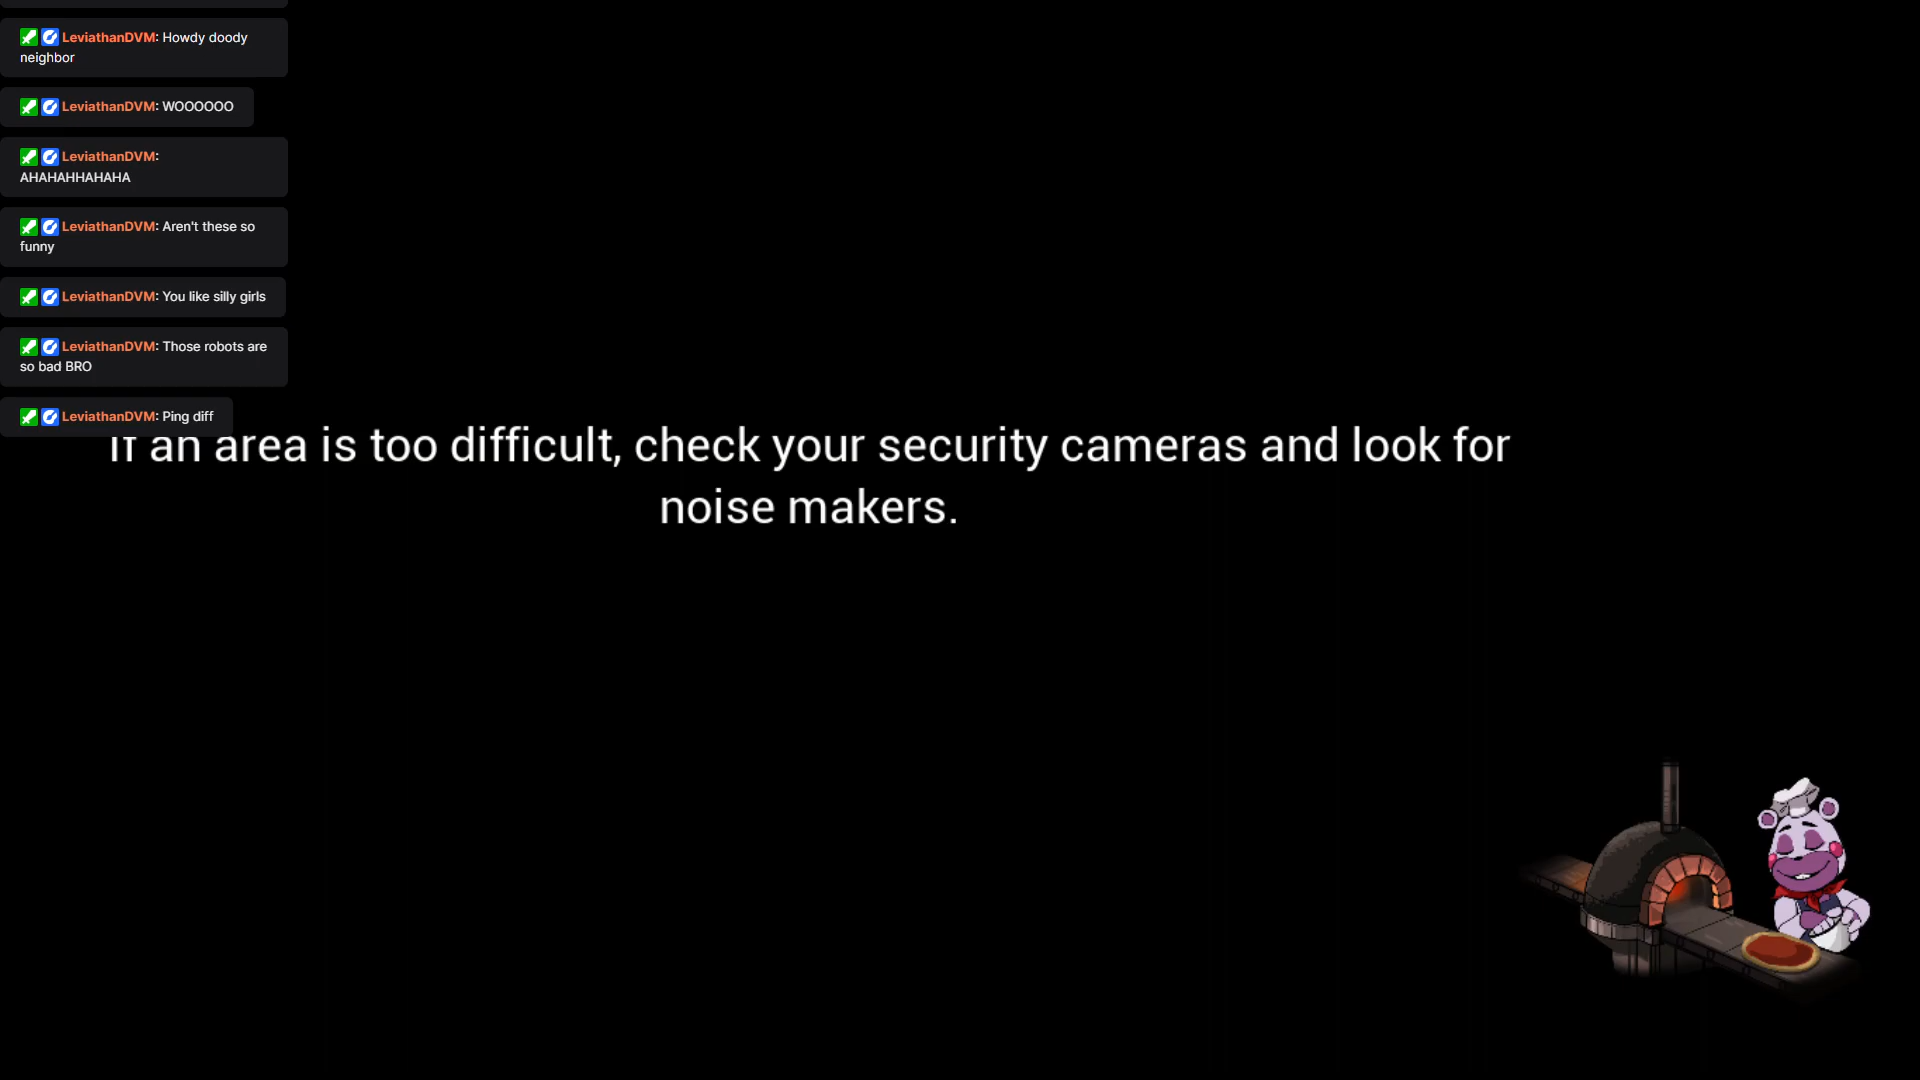 LeviathanDVM: Howdy doody
neighbor
LeviathanDVM: WOOOOOO
LeviathanDVM:
AHAHAHHAHAHA
LeviathanDVM: Aren't these so
funny
LeviathanDVM: You like silly girls
LeviathanDVM: Those robots are
so bad BRO
LeviathanDVM: Ping diff
If an area is too difficult, check your security cameras and look for
noise makers.